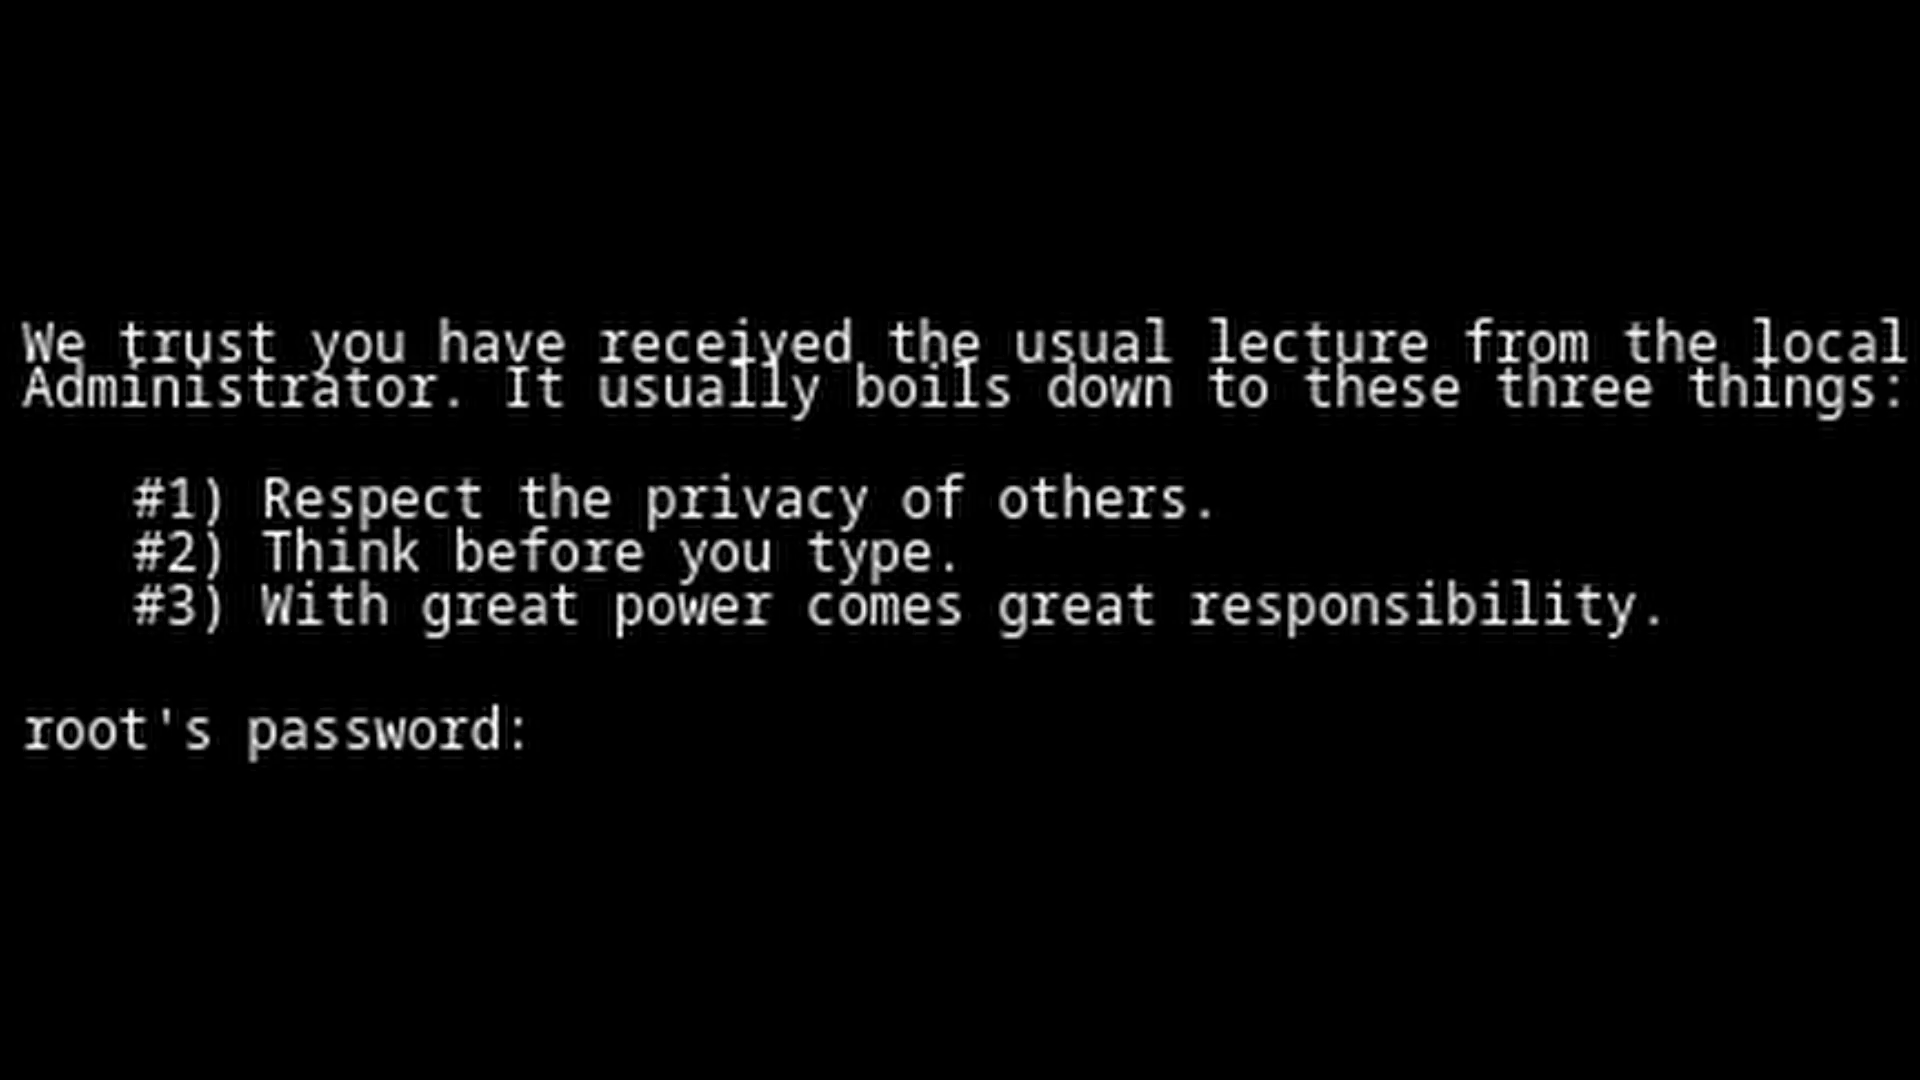 We trust you have received the usual lecture from the local
Administrator. It usually boils down to these three things:
#1) Respect the privacy of others.
#2) Think before you type.
#3) With great power comes great responsibility.
root's password: